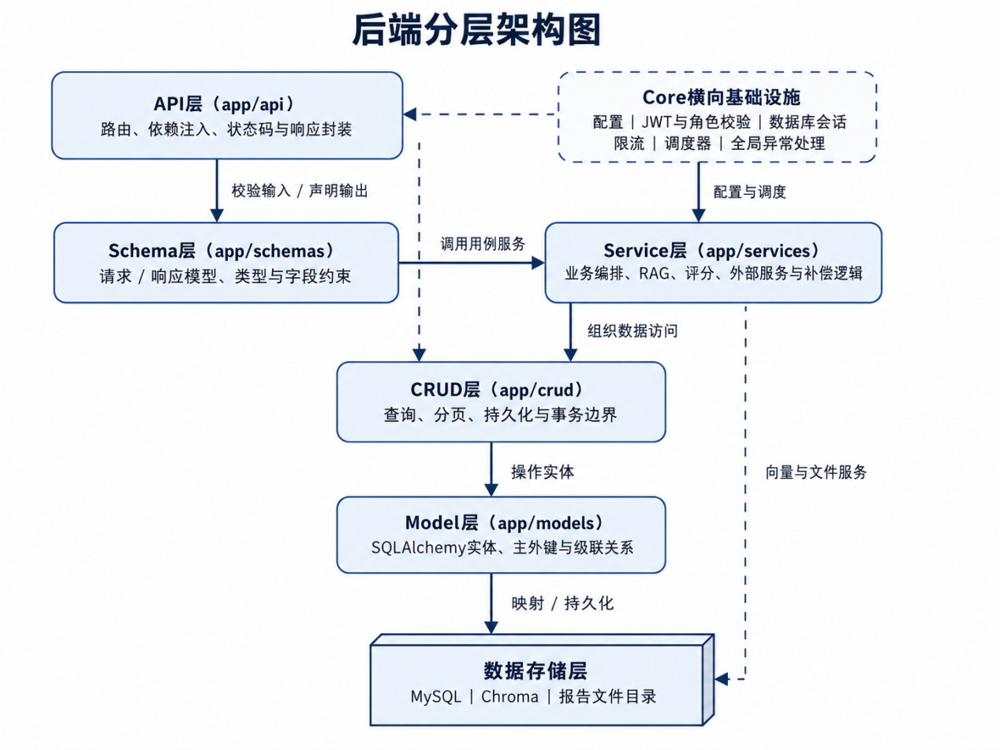 后端分层架构图
API层（app/api）
路由、依赖注入、状态码与响应封装
Core横向基础设施
配置 | JWT与角色校验 | 数据库会话
限流 | 调度器 | 全局异常处理
校验输入 / 声明输出
配置与调度
Schema层（app/schemas）
请求 / 响应模型、类型与字段约束
调用用例服务
Service层（app/services）
业务编排、RAG、评分、外部服务与补偿逻辑
组织数据访问
CRUD层（app/crud）
查询、分页、持久化与事务边界
操作实体
向量与文件服务
Model层（app/models）
SQLAlchemy实体、主外键与级联关系
映射 / 持久化
数据存储层
MySQL | Chroma | 报告文件目录